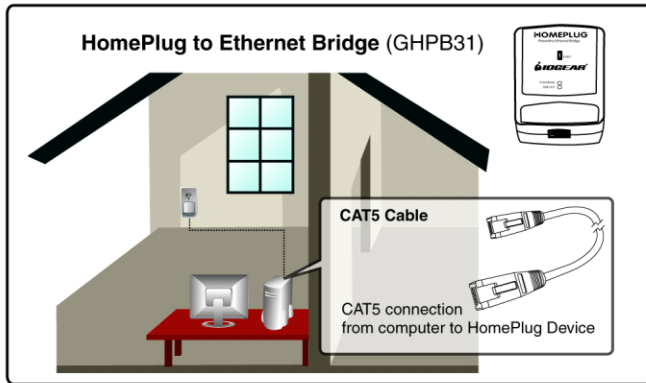 HomePlug to Ethernet Bridge (GHPB31)
HOMEPLUG
IOGEAR
CAT5 Cable
CAT5 connection
from computer to HomePlug Device